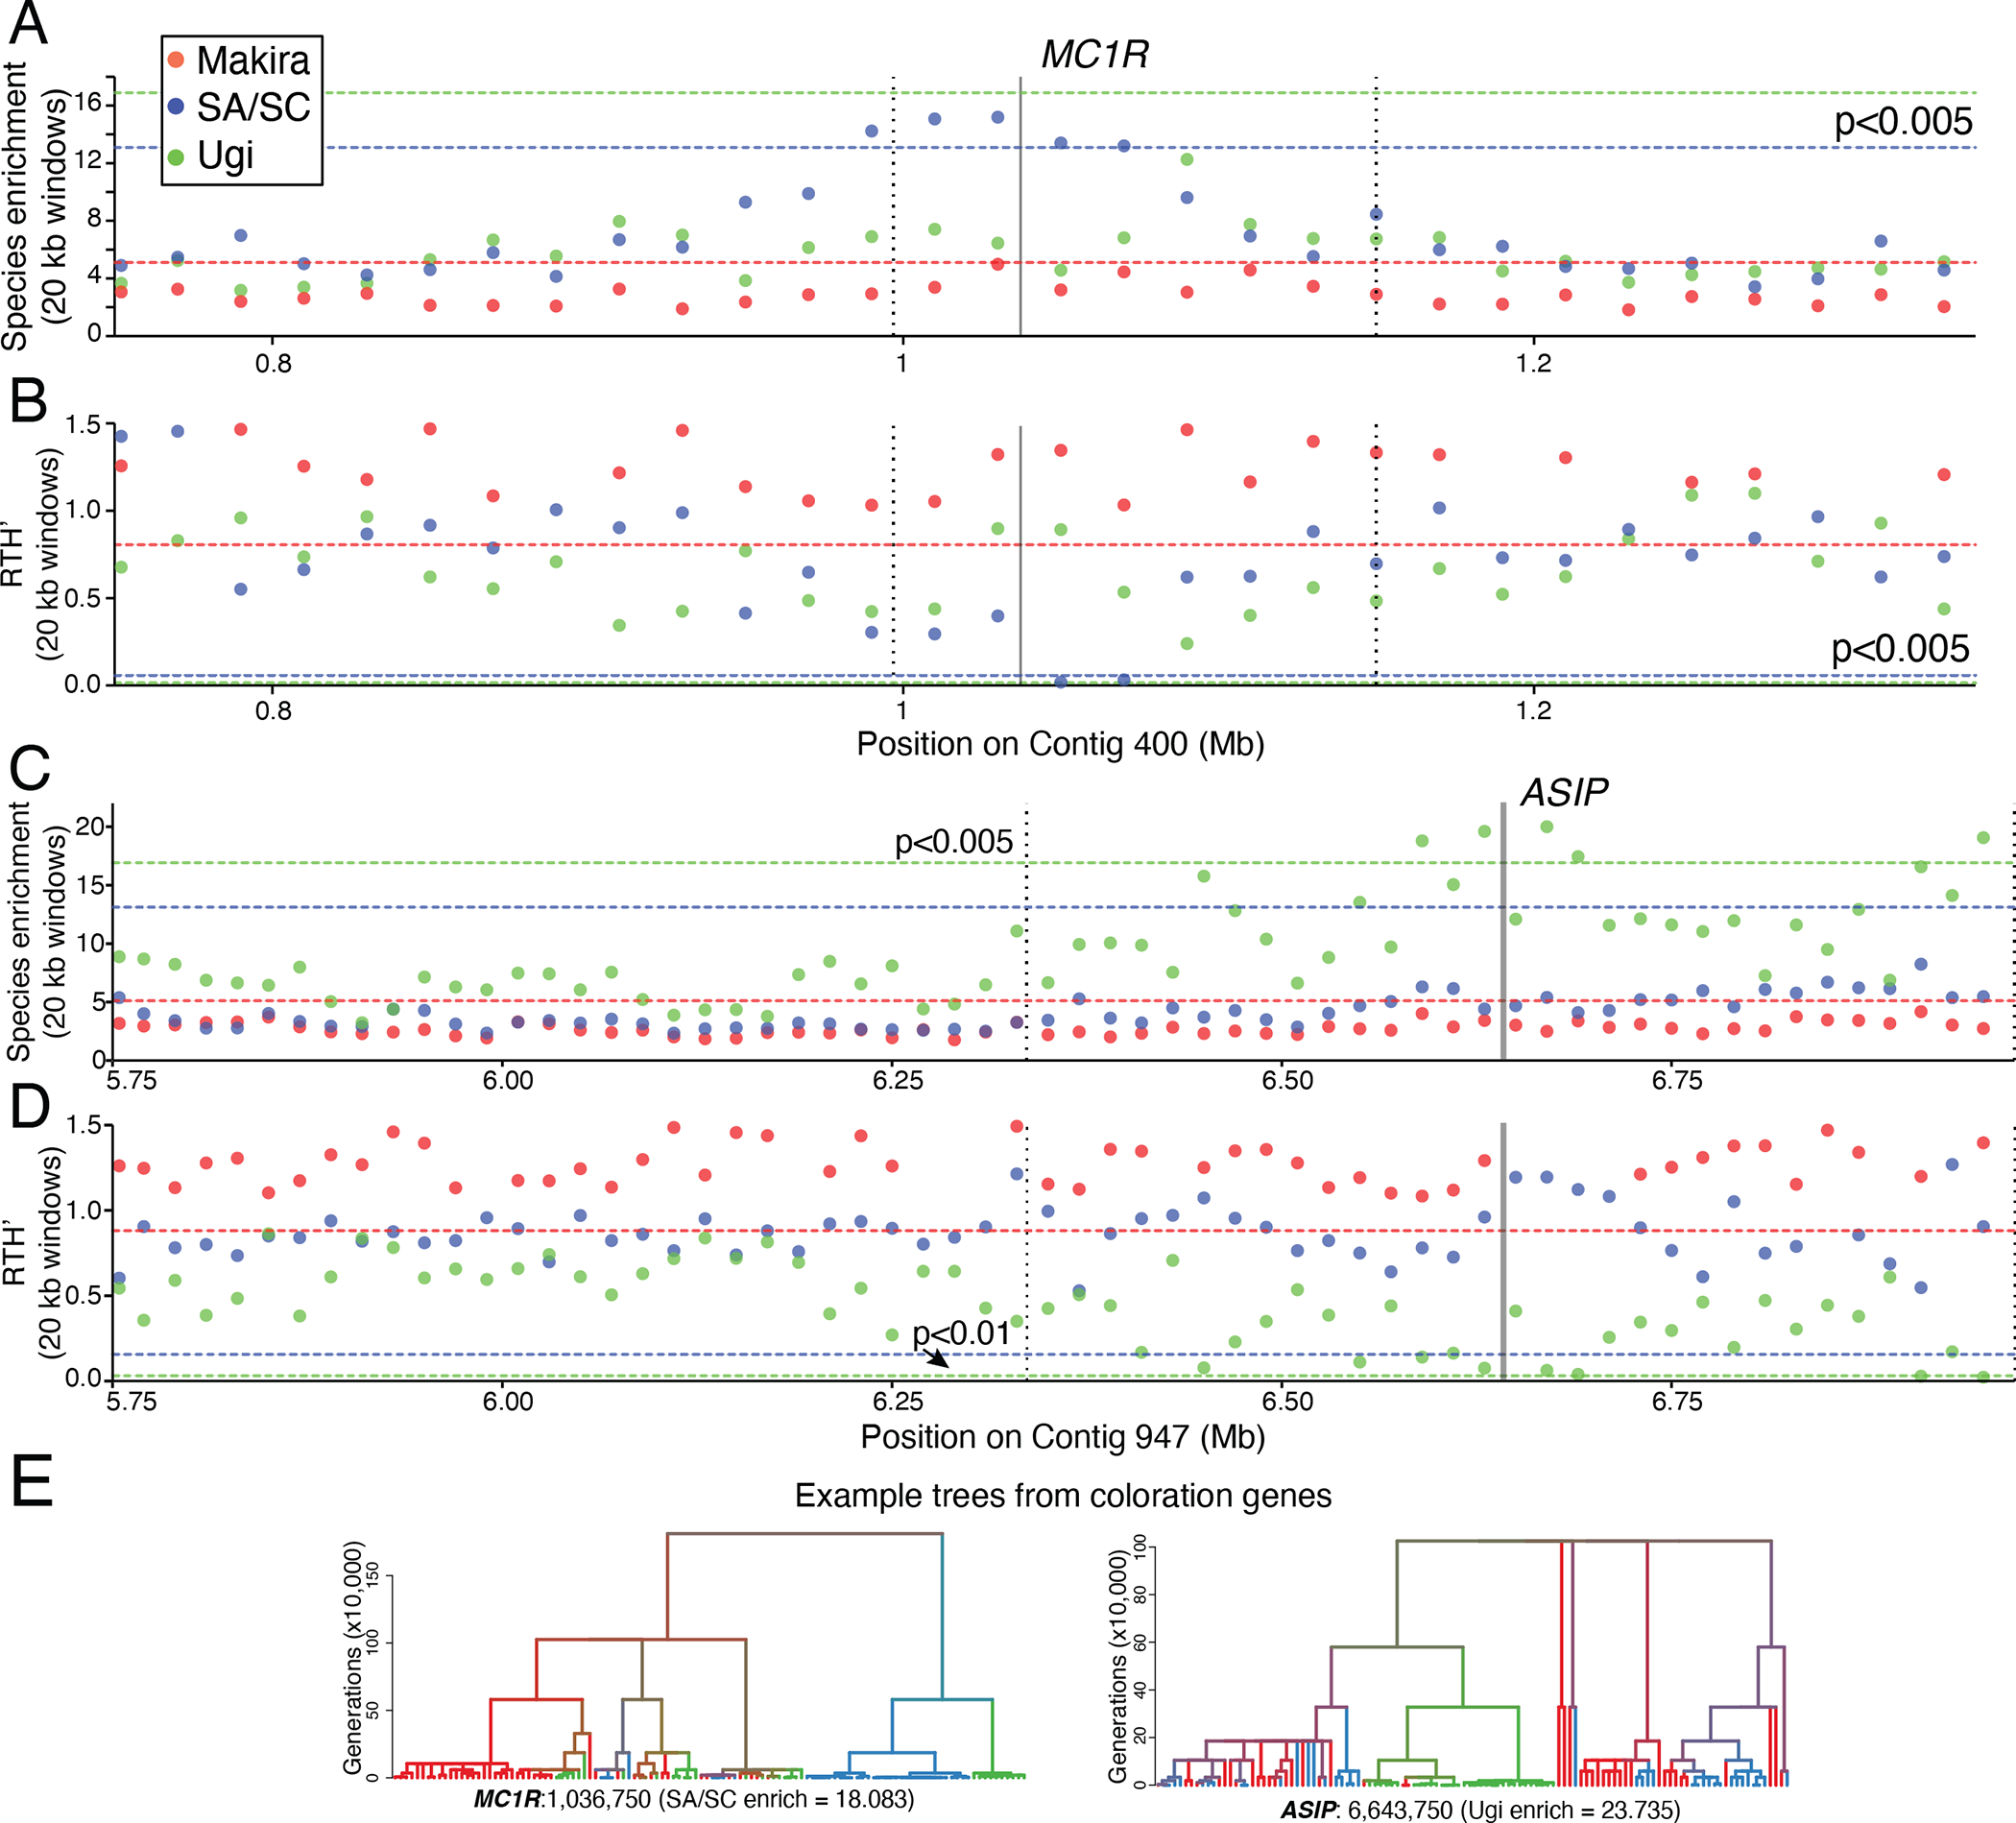 A
Makira
SA/SC
Ugi
MC1R
p<0.005
Species enrichment
(20 kb windows)
16
12
8
4
0
0.8
1
1.2
B
RTH'
(20 kb windows)
1.5
1.0
0.5
0.0
p<0.005
0.8
1
1.2
Position on Contig 400 (Mb)
C
ASIP
Species enrichment
(20 kb windows)
20
15
10
5
0
p<0.005
5.75
6.00
6.25
6.50
6.75
D
RTH'
(20 kb windows)
1.5
1.0
0.5
0.0
p<0.01
5.75
6.00
6.25
6.50
6.75
Position on Contig 947 (Mb)
E
Example trees from coloration genes
Generations (x10,000)
150
100
50
0
MC1R:1,036,750 (SA/SC enrich = 18.083)
Generations (x10,000)
100
80
60
40
20
0
ASIP: 6,643,750 (Ugi enrich = 23.735)